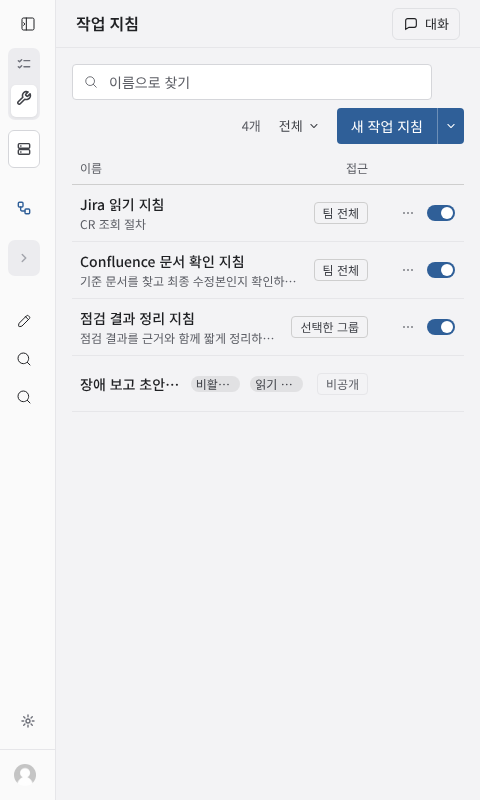 작업 지침
대화
이름으로 찾기
4개 전체 새 작업 지침
이름 접근
Jira 읽기 지침
CR 조회 절차
팀 전체
Confluence 문서 확인 지침
기준 문서를 찾고 최종 수정본인지 확인하…
팀 전체
점검 결과 정리 지침
점검 결과를 근거와 함께 짧게 정리하…
선택한 그룹
장애 보고 초안… 비활… 읽기 … 비공개